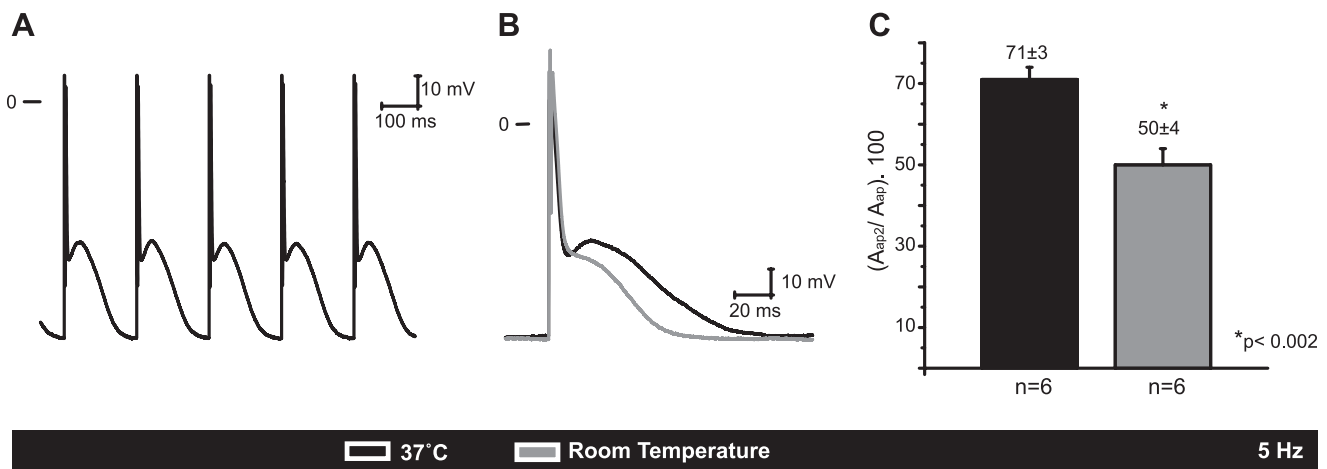 A
0
10 mV
100 ms
B
0
10 mV
20 ms
C
(Aap2/ Aap). 100
70
50
30
10
71±3
*
50±4
*p< 0.002
n=6
n=6
37°C
Room Temperature
5 Hz